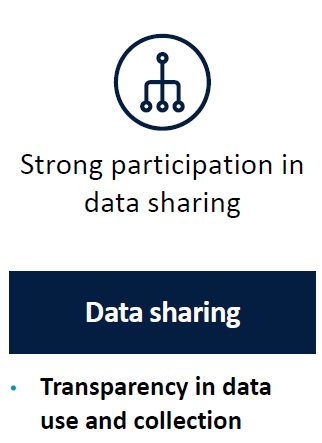 Strong participation in
data sharing
Data sharing
• Transparency in data
use and collection